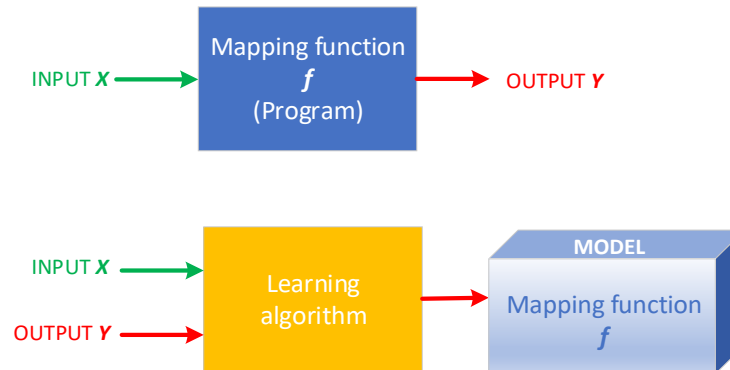 Mapping function
f
(Program)
INPUT X
OUTPUT Y
INPUT X
OUTPUT Y
Learning
algorithm
MODEL
Mapping function
f